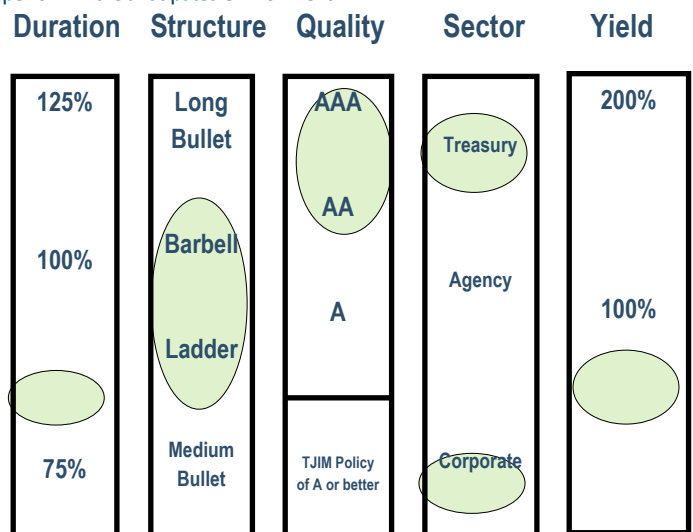 Duration Structure Quality Sector Yield
125%
100%
75%
Long
Bullet
Barbell
Ladder
Medium
Bullet
AAA
AA
A
TJIM Policy
of A or better
Treasury
Agency
Corporate
200%
100%